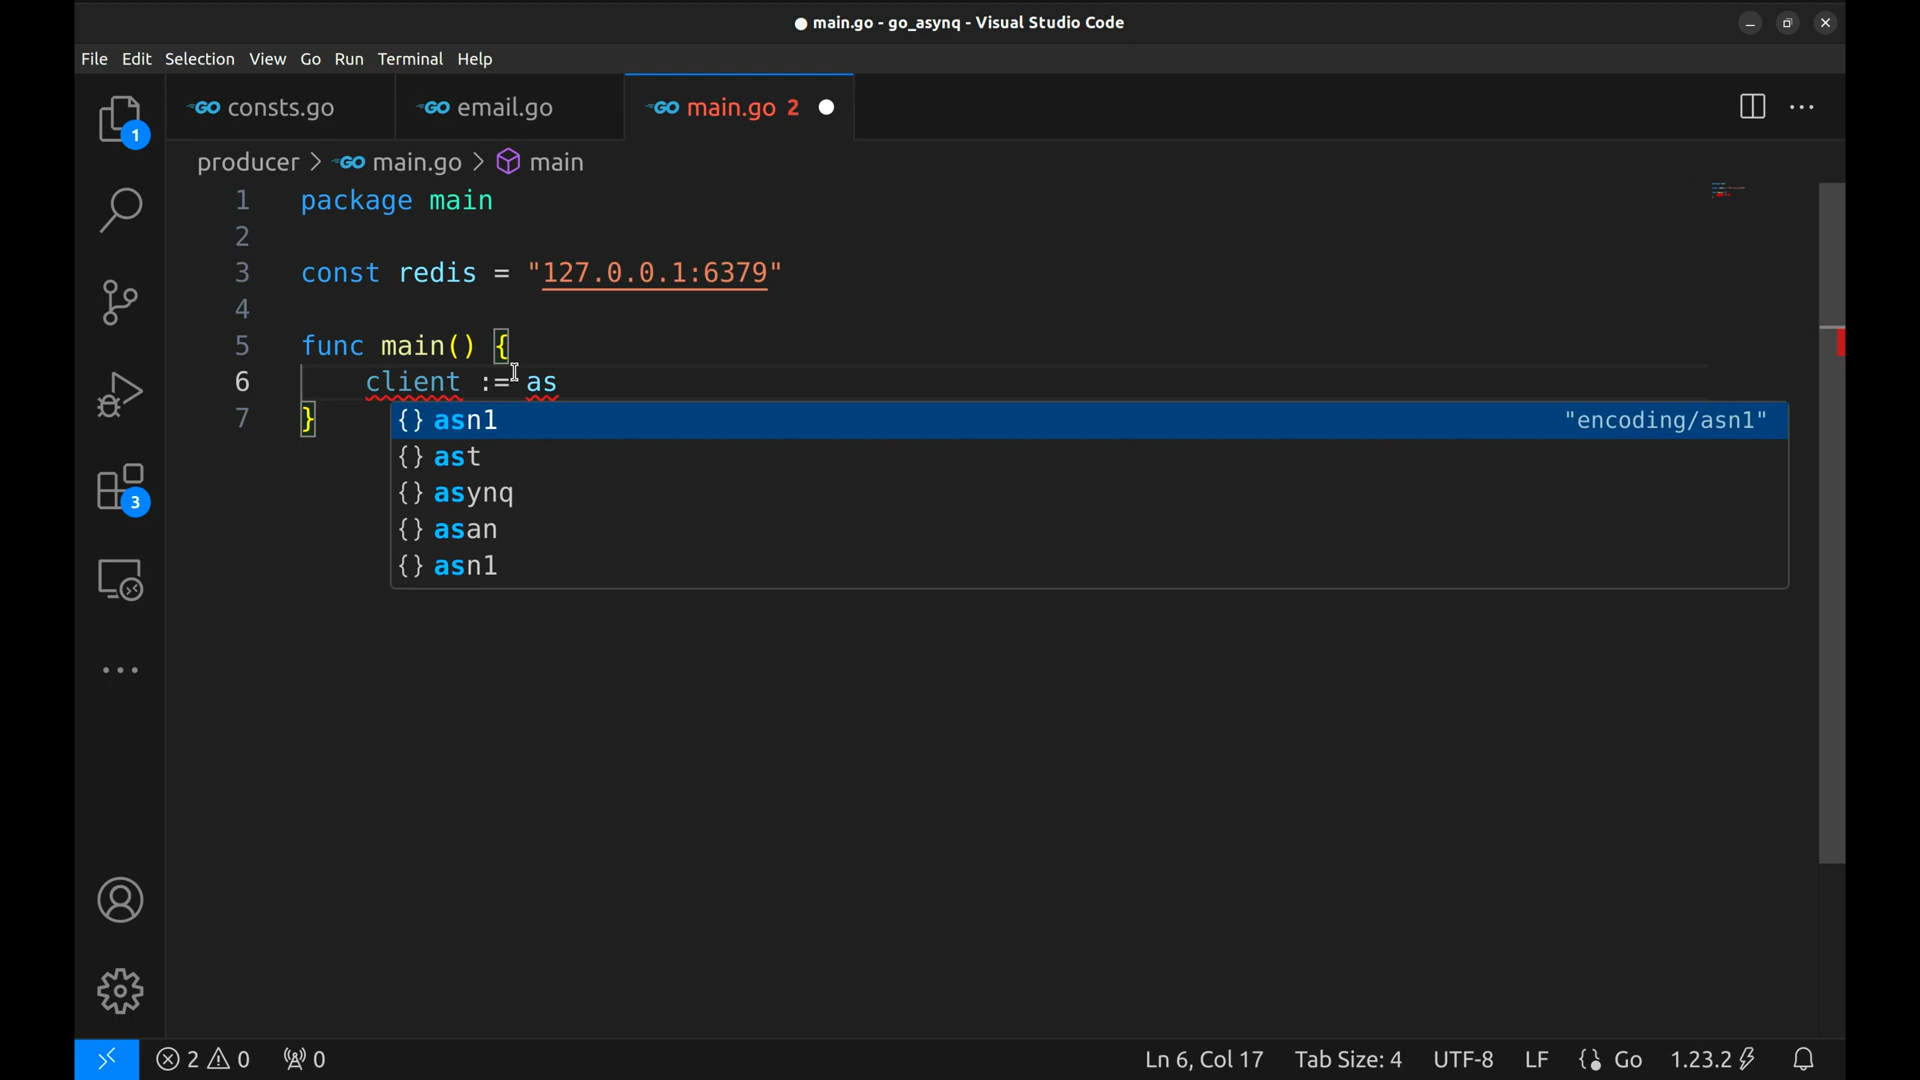 main.go - go_asynq - Visual Studio Code
File Edit Selection View Go Run Terminal Help
GO consts.go GO email.go GO main.go 2
1
producer > GO main.go > main
1 package main
2
3 const redis = "127.0.0.1:6379"
4
5 func main() {
6 client := as
7 }
{} asn1 "encoding/asn1"
{} ast
{} asynq
{} asan
{} asn1
3
2 0 0 Ln 6, Col 17 Tab Size: 4 UTF-8 LF {} Go 1.23.2